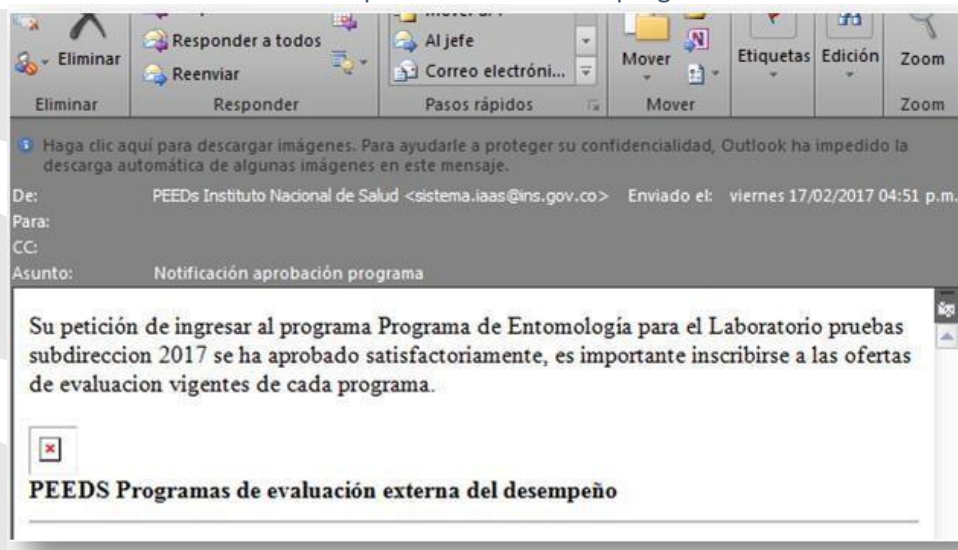 Responder a todos
Al jefe
Eliminar
Reenviar
Correo electróni...
Mover
Etiquetas
Edición
Zoom
Eliminar
Responder
Pasos rápidos
Mover
Zoom
Haga clic aquí para descargar imágenes. Para ayudarle a proteger su confidencialidad, Outlook ha impedido la
descarga automática de algunas imágenes en este mensaje.
De: PEEDs Instituto Nacional de Salud <sistema.iaas@ins.gov.co> Enviado el: viernes 17/02/2017 04:51 p.m.
Para:
CC:
Asunto: Notificación aprobación programa
Su petición de ingresar al programa Programa de Entomología para el Laboratorio pruebas
subdireccion 2017 se ha aprobado satisfactoriamente, es importante inscribirse a las ofertas
de evaluacion vigentes de cada programa.
PEEDS Programas de evaluación externa del desempeño